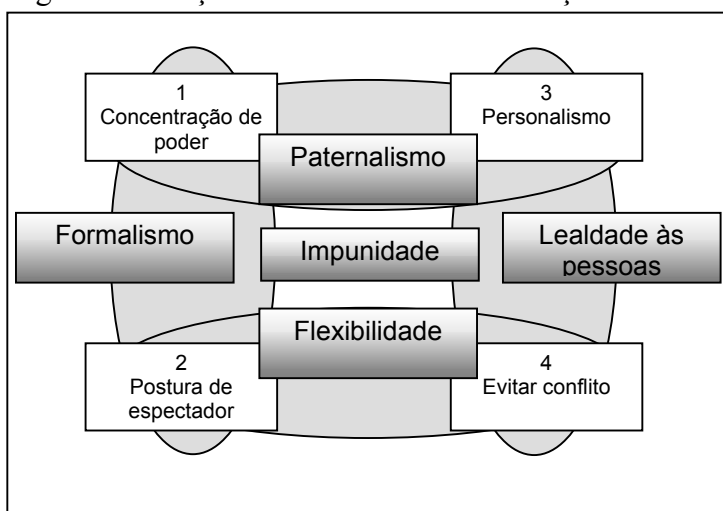 1
Concentração de
poder
3
Personalismo
Paternalismo
Formalismo
Impunidade
Lealdade às
pessoas
Flexibilidade
2
Postura de
espectador
4
Evitar conflito